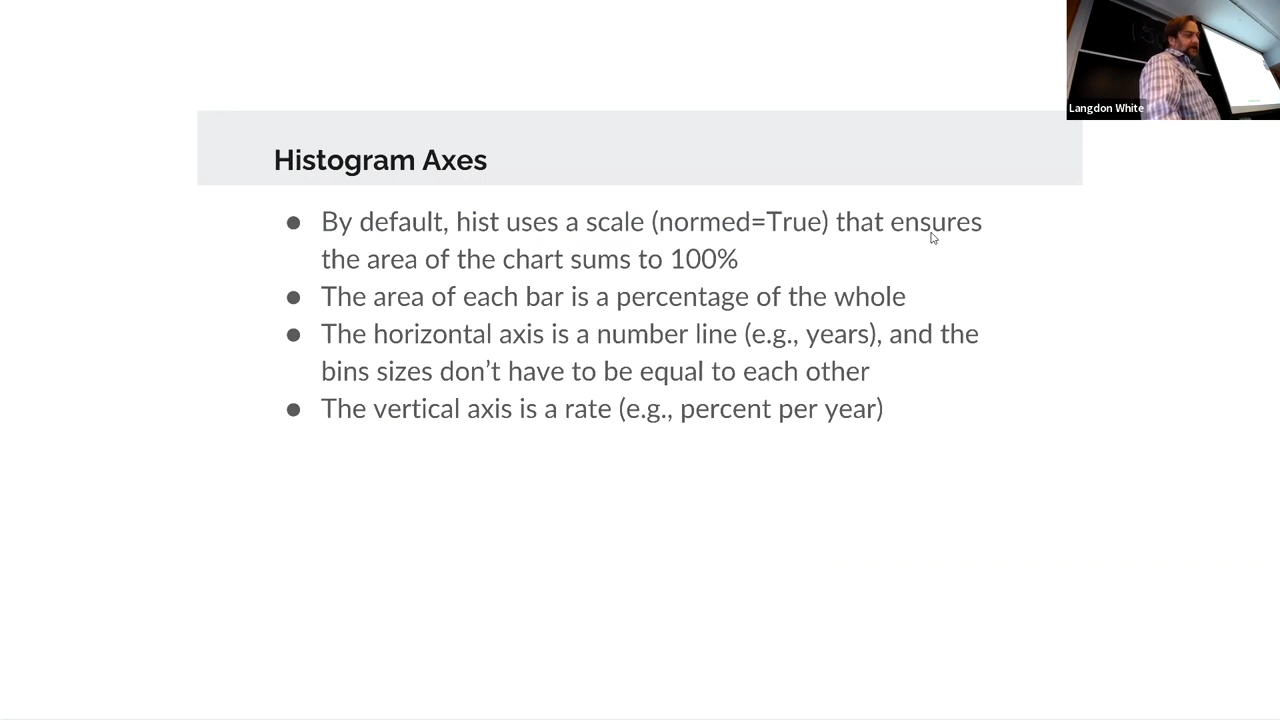 Langdon White
Histogram Axes
● By default, hist uses a scale (normed=True) that ensures
the area of the chart sums to 100%
● The area of each bar is a percentage of the whole
● The horizontal axis is a number line (e.g., years), and the
bins sizes don’t have to be equal to each other
● The vertical axis is a rate (e.g., percent per year)